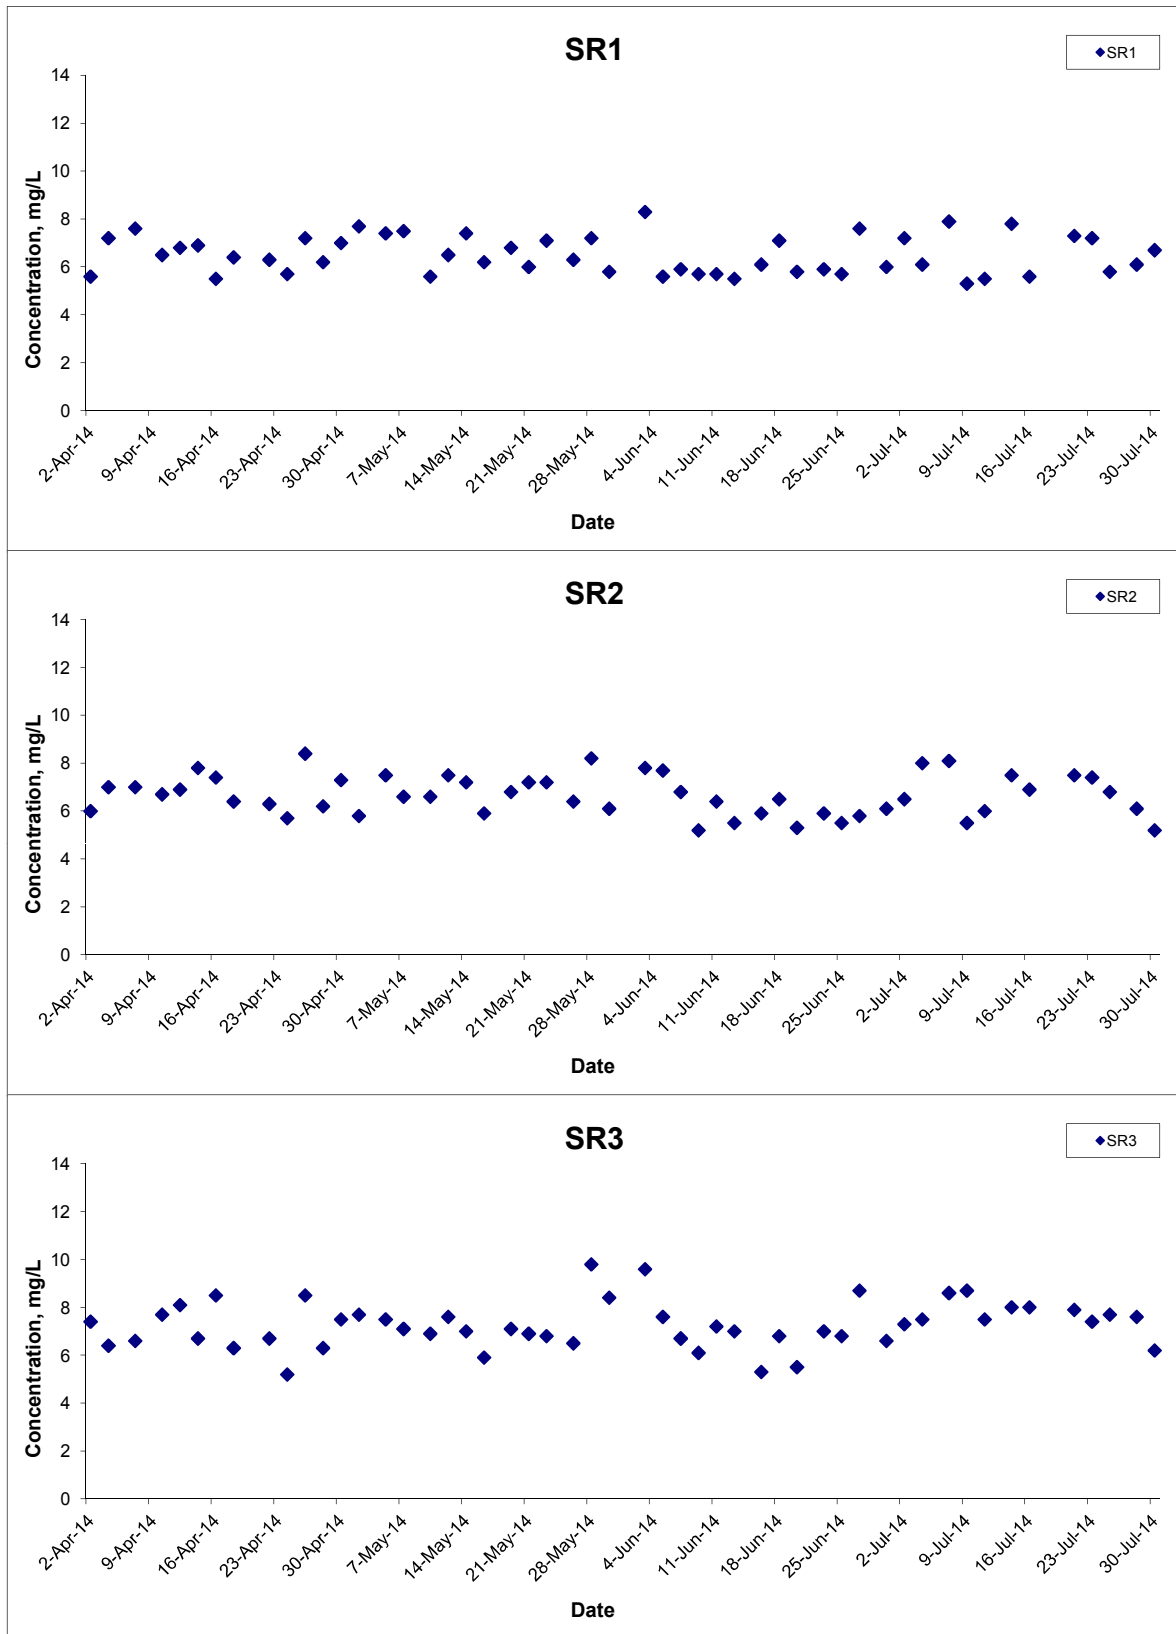 SR1
SR1
14
12
10
8
6
4
2
0
Concentration, mg/L
2-Apr-14
9-Apr-14
16-Apr-14
23-Apr-14
30-Apr-14
7-May-14
14-May-14
21-May-14
28-May-14
4-Jun-14
11-Jun-14
18-Jun-14
25-Jun-14
2-Jul-14
9-Jul-14
16-Jul-14
23-Jul-14
30-Jul-14
Date
SR2
SR2
14
12
10
8
6
4
2
0
Concentration, mg/L
2-Apr-14
9-Apr-14
16-Apr-14
23-Apr-14
30-Apr-14
7-May-14
14-May-14
21-May-14
28-May-14
4-Jun-14
11-Jun-14
18-Jun-14
25-Jun-14
2-Jul-14
9-Jul-14
16-Jul-14
23-Jul-14
30-Jul-14
Date
SR3
SR3
14
12
10
8
6
4
2
0
Concentration, mg/L
2-Apr-14
9-Apr-14
16-Apr-14
23-Apr-14
30-Apr-14
7-May-14
14-May-14
21-May-14
28-May-14
4-Jun-14
11-Jun-14
18-Jun-14
25-Jun-14
2-Jul-14
9-Jul-14
16-Jul-14
23-Jul-14
30-Jul-14
Date